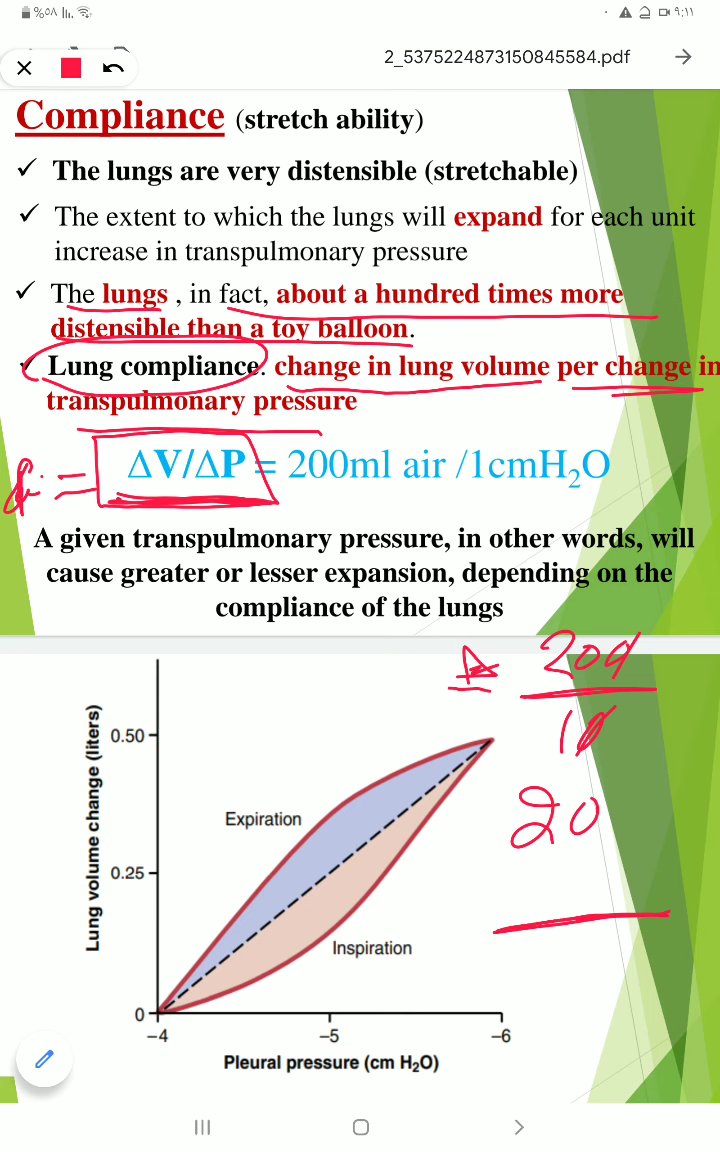 %٥٨ ٩:١١
2_5375224873150845584.pdf
Compliance (stretch ability)
✓ The lungs are very distensible (stretchable)
✓ The extent to which the lungs will expand for each unit
increase in transpulmonary pressure
✓ The lungs , in fact, about a hundred times more
distensible than a toy balloon.
✓ Lung compliance: change in lung volume per change in
transpulmonary pressure
= ΔV/ΔP = 200ml air /1cmH₂O
A given transpulmonary pressure, in other words, will
cause greater or lesser expansion, depending on the
compliance of the lungs
200
10
20
Lung volume change (liters)
0.50
0.25
0
Expiration
Inspiration
−4 −5 −6
Pleural pressure (cm H₂O)